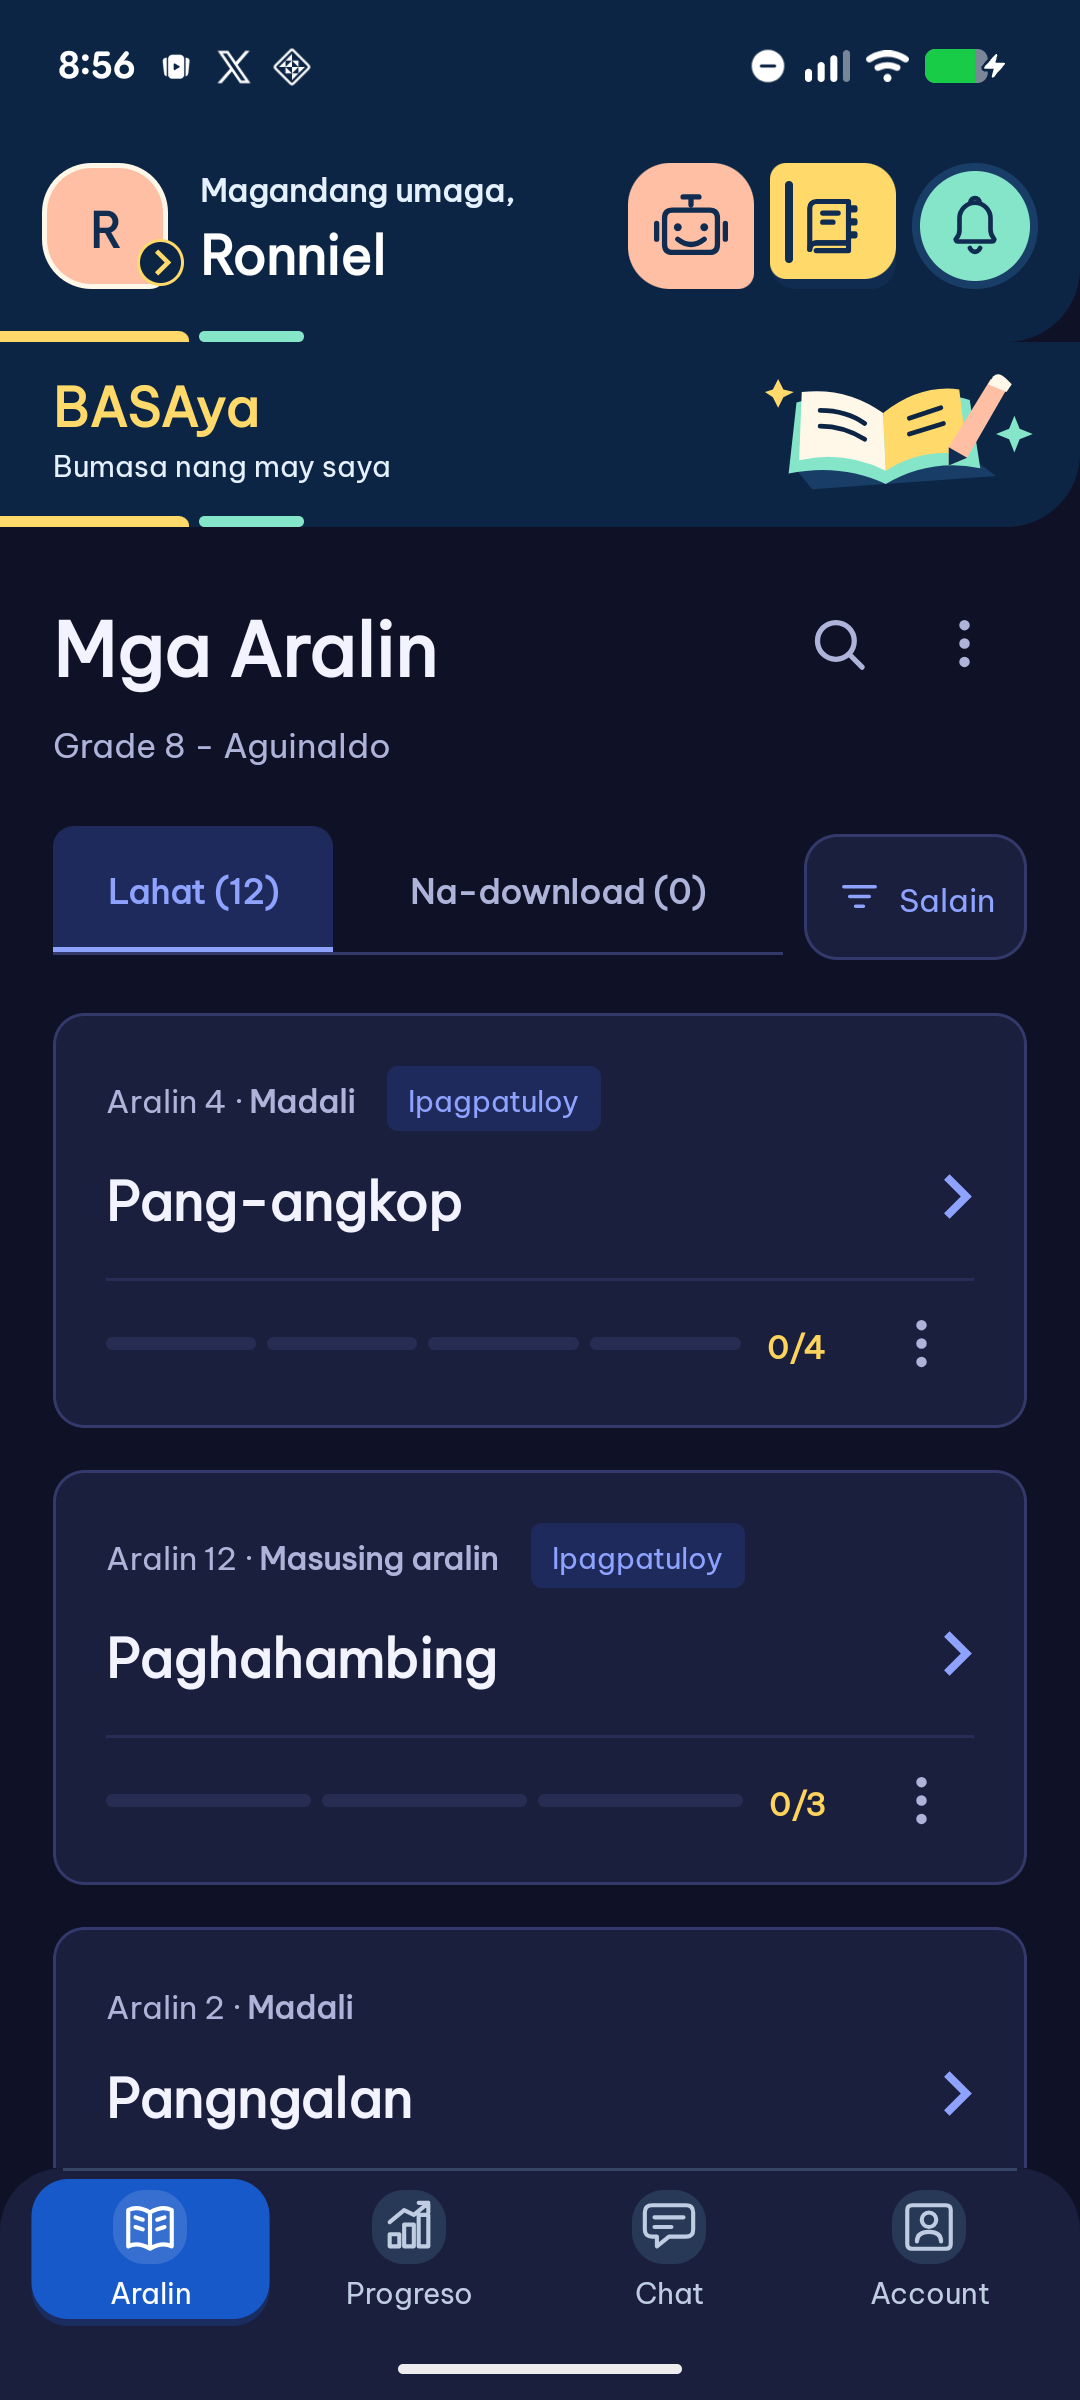 8:56
Magandang umaga,
R
Ronniel
BASAya
Bumasa nang may saya
Mga Aralin
Grade 8 - Aguinaldo
Lahat (12)
Na-download (0)
Salain
Aralin 4 · Madali
Ipagpatuloy
Pang-angkop
0/4
Aralin 12 · Masusing aralin
Ipagpatuloy
Paghahambing
0/3
Aralin 2 · Madali
Pangngalan
Aralin
Progreso
Chat
Account